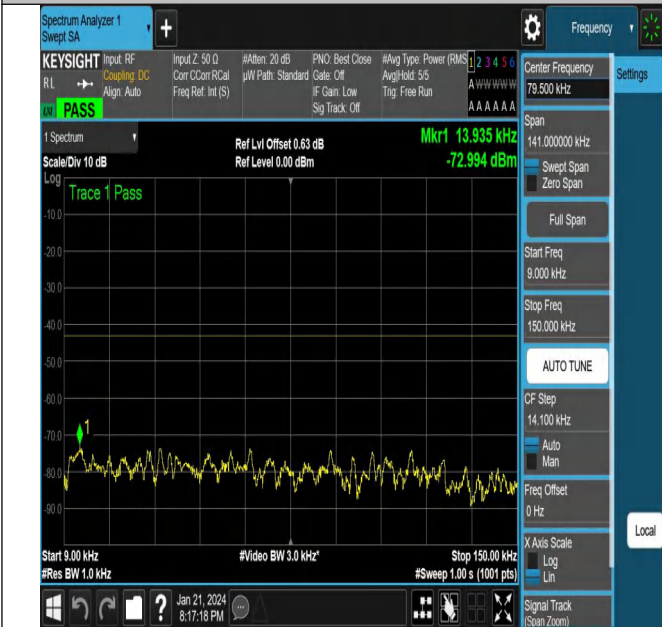 Spectrum Analyzer 1
Swept SA
+
Frequency
KEYSIGHT
RL
PASS
Input: RF
Coupling: DC
Align: Auto
Input Z: 50 Ω
Corr CCorr RCal
Freq Ref: Int (S)
#Atten: 20 dB
µW Path: Standard
PNO: Best Close
Gate: Off
IF Gain: Low
Sig Track: Off
#Avg Type: Power (RMS
Avg|Hold: 5/5
Trig: Free Run
1 2 3 4 5 6
A W W W W W
A A A A A A
1 Spectrum
Scale/Div 10 dB
Log
Ref Lvl Offset 0.63 dB
Ref Level 0.00 dBm
Mkr1 13.935 kHz
-72.994 dBm
Trace 1 Pass
-10.0
-20.0
-30.0
-40.0
-50.0
-60.0
-70.0
-80.0
-90.0
1
Start 9.00 kHz
#Res BW 1.0 kHz
#Video BW 3.0 kHz*
Stop 150.00 kHz
#Sweep 1.00 s (1001 pts)
?
Jan 21, 2024
8:17:18 PM
Center Frequency
79.500 kHz
Settings
Span
141.000000 kHz
Swept Span
Zero Span
Full Span
Start Freq
9.000 kHz
Stop Freq
150.000 kHz
AUTO TUNE
CF Step
14.100 kHz
Auto
Man
Freq Offset
0 Hz
X Axis Scale
Log
Lin
Local
Signal Track
(Span Zoom)